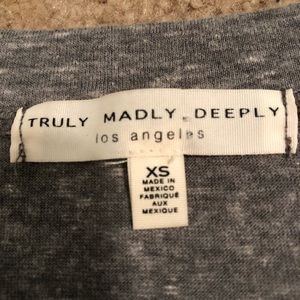 TRULY MADLY DEEPLY
los angeles
XS
MADE IN
MEXICO
FABRIQUÉ
AUX
MEXIQUE